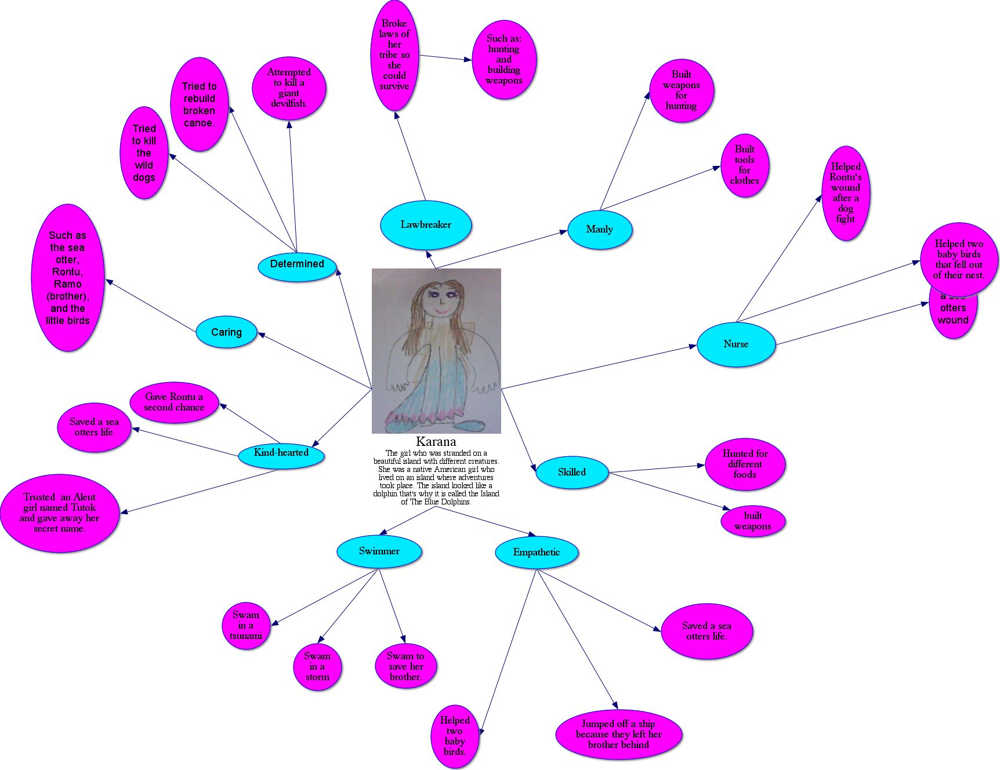 Broke
laws of
her
tribe so
she
could
survive
Such as:
hunting
and
building
weapons
Attempted
to kill a
giant
devilfish.
Tried to
rebuild
broken
canoe.
Tried
to kill
the
wild
dogs
Built
weapons
for
hunting
Built
tools
for
clothes
Helped
Rontu's
wound
after a
dog
fight
Helped two
baby birds
that fell out
of their nest.
a sea
otters
wound
Lawbreaker
Manly
Determined
Such as
the sea
otter,
Rontu,
Ramo
(brother),
and the
little birds
Caring
Nurse
Gave Rontu a
second chance
Saved a sea
otters life
Kind-hearted
Trusted  an Aleut
girl named Tutok
and gave away her
secret name.
Karana
The girl who was stranded on a
beautiful island with different creatures.
She was a native American girl who
lived on an island where adventures
took place. The island looked like a
dolphin that's why it is called the Island
of The Blue Dolphins.
Skilled
Hunted for
different
foods
built
weapons
Swimmer
Empathetic
Swam
in a
tsunami
Swam
in a
storm
Swam to
save her
brother.
Saved a sea
otters life.
Helped
two
baby
birds.
Jumped off a ship
because they left her
brother behind